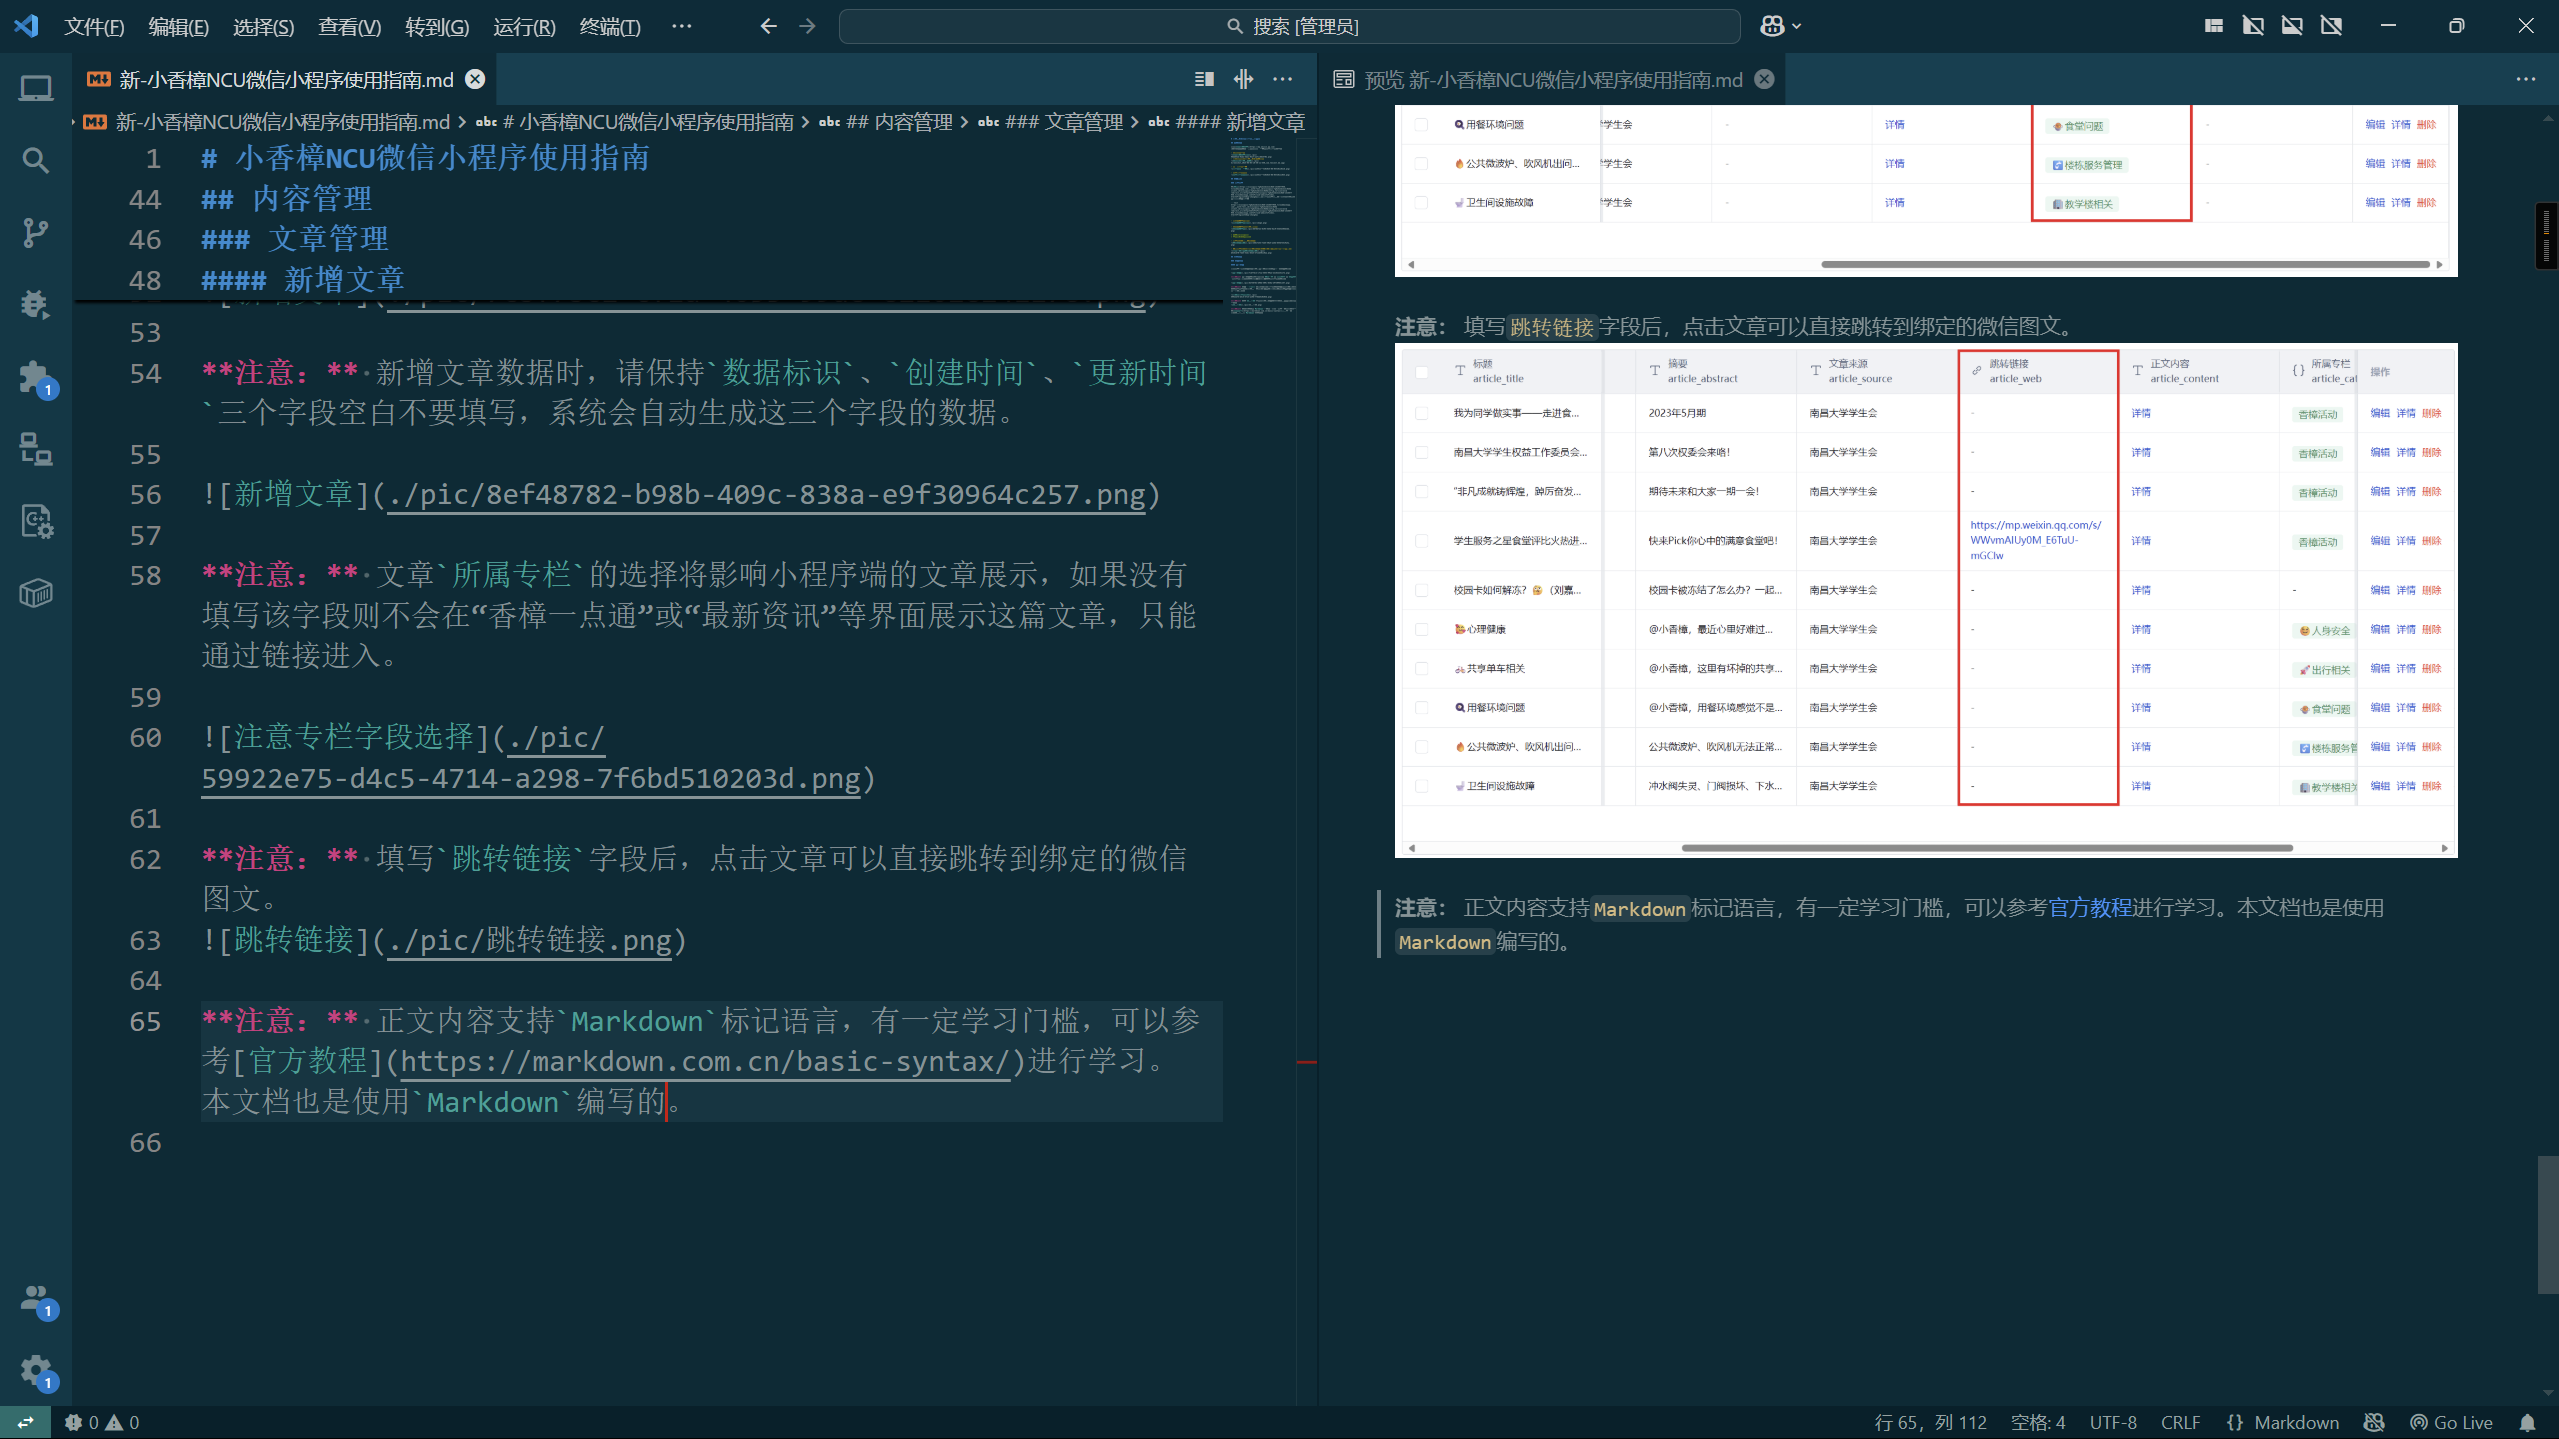 文件(F) 编辑(E) 选择(S) 查看(V) 转到(G) 运行(R) 终端(T) ··· 搜索 [管理员]
新-小香樟NCU微信小程序使用指南.md
新-小香樟NCU微信小程序使用指南.md > # 小香樟NCU微信小程序使用指南 > ## 内容管理 > ### 文章管理 > #### 新增文章
1 # 小香樟NCU微信小程序使用指南
44 ## 内容管理
46 ### 文章管理
48 #### 新增文章
53
54 **注意：** 新增文章数据时，请保持`数据标识`、`创建时间`、`更新时间
`三个字段空白不要填写，系统会自动生成这三个字段的数据。
55
56 ![新增文章](./pic/8ef48782-b98b-409c-838a-e9f30964c257.png)
57
58 **注意：** 文章`所属专栏`的选择将影响小程序端的文章展示，如果没有
填写该字段则不会在“香樟一点通”或“最新资讯”等界面展示这篇文章，只能
通过链接进入。
59
60 ![注意专栏字段选择](./pic/
59922e75-d4c5-4714-a298-7f6bd510203d.png)
61
62 **注意：** 填写`跳转链接`字段后，点击文章可以直接跳转到绑定的微信
图文。
63 ![跳转链接](./pic/跳转链接.png)
64
65 **注意：** 正文内容支持`Markdown`标记语言，有一定学习门槛，可以参
考[官方教程](https://markdown.com.cn/basic-syntax/)进行学习。
本文档也是使用`Markdown`编写的。
66
预览 新-小香樟NCU微信小程序使用指南.md
用餐环境问题 学生会 - 详情 食堂问题 - 编辑 详情 删除
公共微波炉、吹风机出问... 学生会 - 详情 楼栋服务管理 - 编辑 详情 删除
卫生间设施故障 学生会 - 详情 教学楼相关 - 编辑 详情 删除
注意： 填写跳转链接字段后，点击文章可以直接跳转到绑定的微信图文。
标题 摘要 文章来源 跳转链接 正文内容 所属专栏 操作
article_title article_abstract article_source article_web article_content article_cat
我为同学做实事——走进食... 2023年5月期 南昌大学学生会 - 详情 香樟活动 编辑 详情 删除
南昌大学学生权益工作委员会... 第八次权委会来咯! 南昌大学学生会 - 详情 香樟活动 编辑 详情 删除
“非凡成就铸辉煌，踔厉奋发... 期待未来和大家一期一会! 南昌大学学生会 - 详情 香樟活动 编辑 详情 删除
学生服务之星食堂评比火热进... 快来Pick你心中的满意食堂吧! 南昌大学学生会 https://mp.weixin.qq.com/s/WWvmAIUy0M_E6TuU-mGCIw 详情 香樟活动 编辑 详情 删除
校园卡如何解冻？ （刘嘉... 校园卡被冻结了怎么办？一起... 南昌大学学生会 - 详情 - 编辑 详情 删除
心理健康 @小香樟，最近心里好难过... 南昌大学学生会 - 详情 人身安全 编辑 详情 删除
共享单车相关 @小香樟，这里有坏掉的共享... 南昌大学学生会 - 详情 出行相关 编辑 详情 删除
用餐环境问题 @小香樟，用餐环境感觉不是... 南昌大学学生会 - 详情 食堂问题 编辑 详情 删除
公共微波炉、吹风机出问... 公共微波炉、吹风机无法正常... 南昌大学学生会 - 详情 楼栋服务管 编辑 详情 删除
卫生间设施故障 冲水阀失灵、门阀损坏、下水... 南昌大学学生会 - 详情 教学楼相关 编辑 详情 删除
注意： 正文内容支持Markdown标记语言，有一定学习门槛，可以参考官方教程进行学习。本文档也是使用
Markdown编写的。
1
1
1
0 0 行 65，列 112 空格: 4 UTF-8 CRLF {} Markdown Go Live